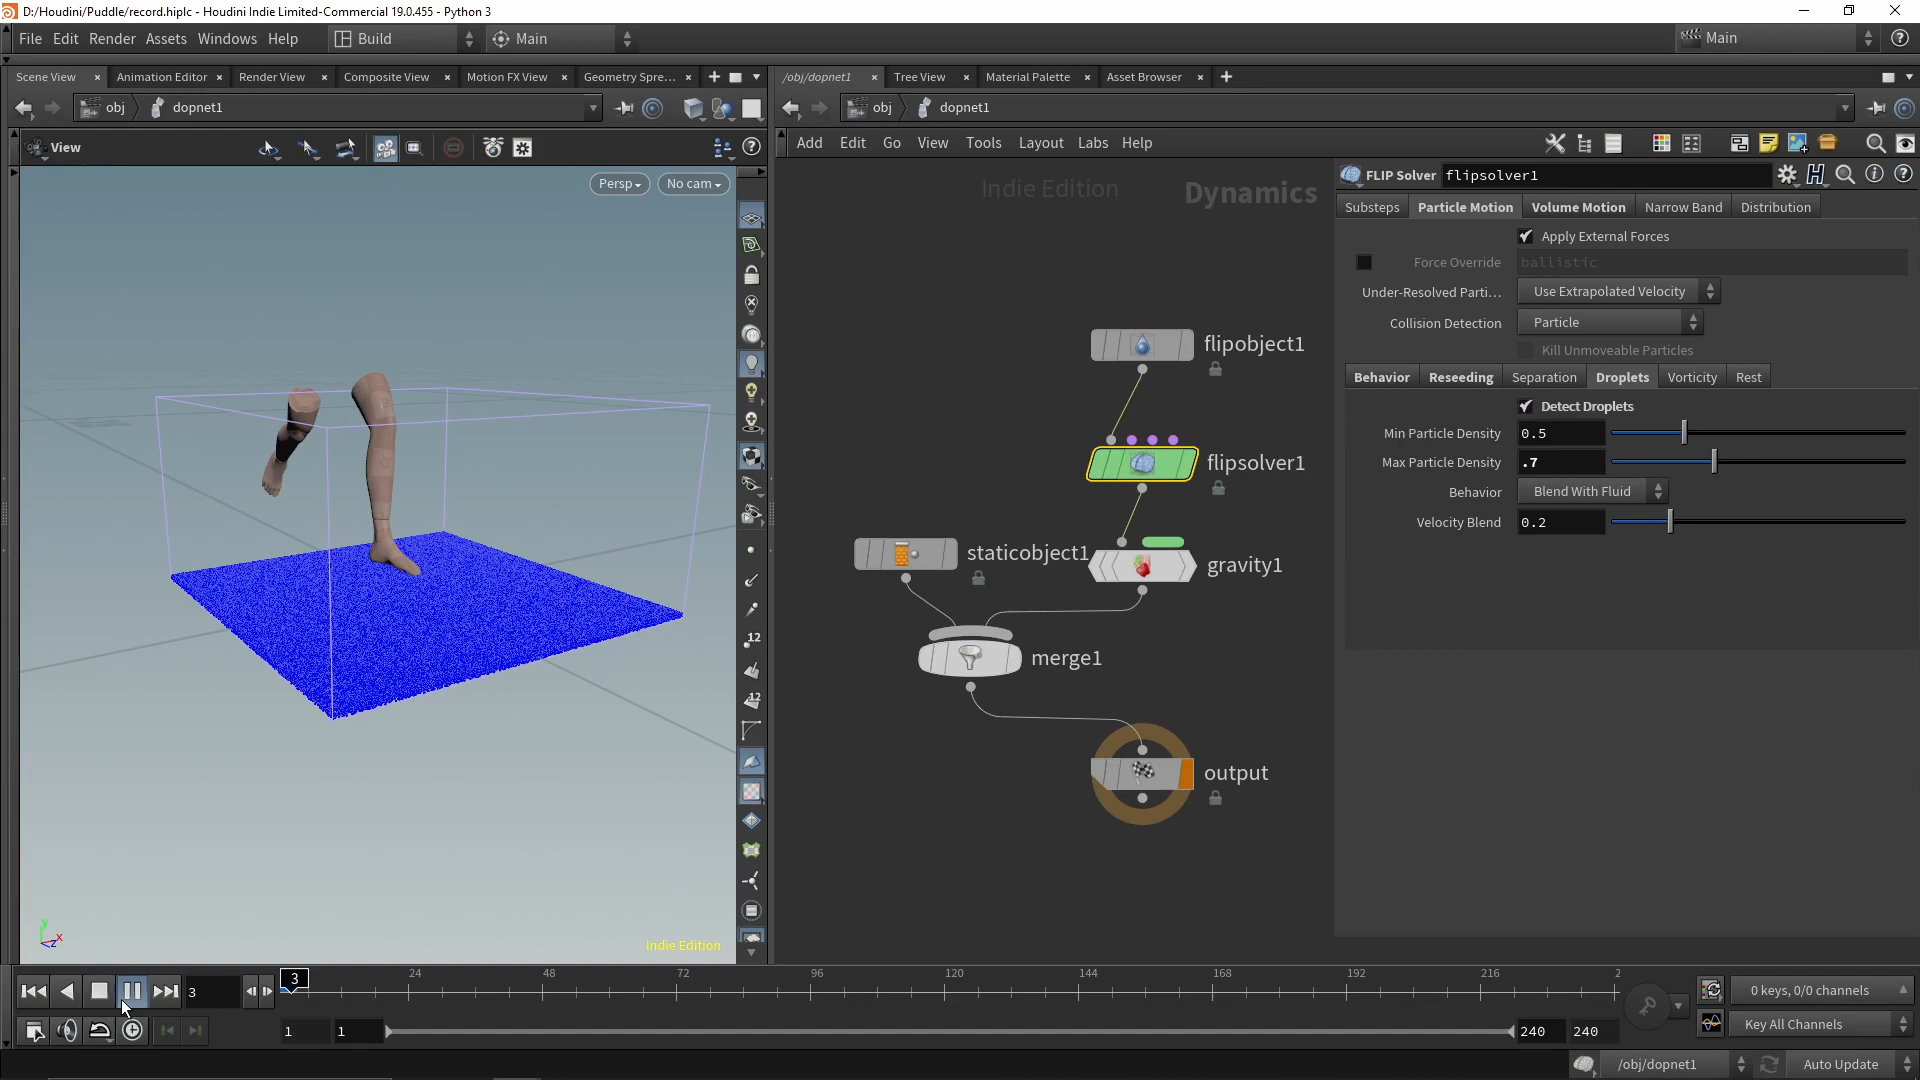 D:/Houdini/Puddle/record.hiplc - Houdini Indie Limited-Commercial 19.0.455 - Python 3
File Edit Render Assets Windows Help Build Main Main
Scene View Animation Editor Render View Composite View Motion FX View Geometry Spre...
obj dopnet1
View
Persp No cam
12
12
Indie Edition
y x z
/obj/dopnet1 Tree View Material Palette Asset Browser
obj dopnet1
Add Edit Go View Tools Layout Labs Help
Indie Edition Dynamics
flipobject1
flipsolver1
staticobject1
gravity1
merge1
output
FLIP Solver flipsolver1
Substeps Particle Motion Volume Motion Narrow Band Distribution
Apply External Forces
Force Override ballistic
Under-Resolved Parti... Use Extrapolated Velocity
Collision Detection Particle
Kill Unmoveable Particles
Behavior Reseeding Separation Droplets Vorticity Rest
Detect Droplets
Min Particle Density 0.5
Max Particle Density .7
Behavior Blend With Fluid
Velocity Blend 0.2
3 3 24 48 72 96 120 144 168 192 216 2
0 keys, 0/0 channels
1 1 240 240
Key All Channels
/obj/dopnet1 Auto Update